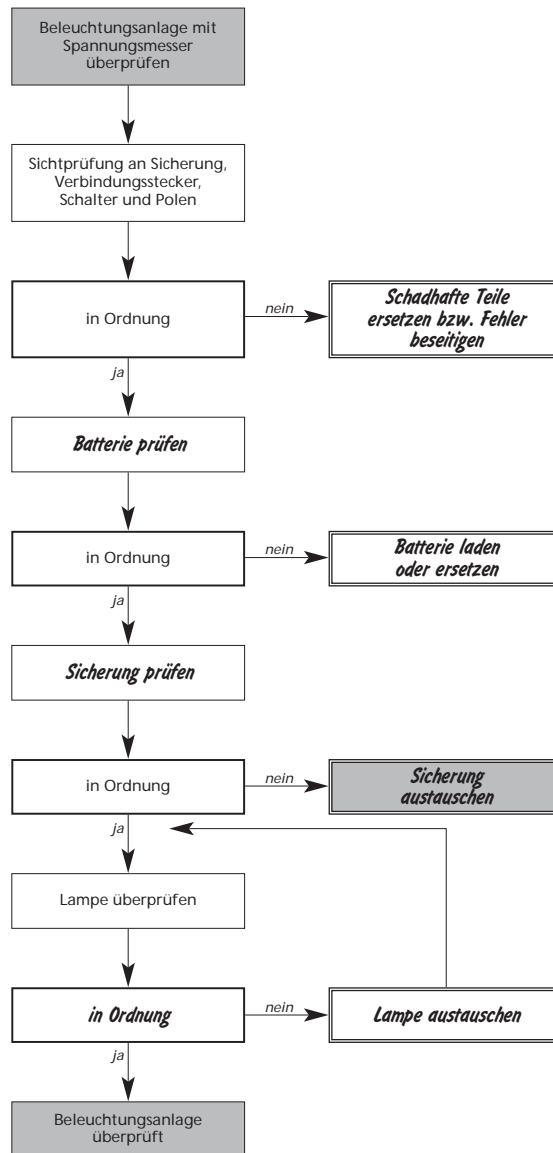 Beleuchtungsanlage mit
Spannungsmesser
überprüfen
Sichtprüfung an Sicherung,
Verbindungsstecker,
Schalter und Polen
in Ordnung
nein
Schadhafte Teile
ersetzen bzw. Fehler
beseitigen
ja
Batterie prüfen
in Ordnung
nein
Batterie laden
oder ersetzen
ja
Sicherung prüfen
in Ordnung
nein
Sicherung
austauschen
ja
Lampe überprüfen
in Ordnung
nein
Lampe austauschen
ja
Beleuchtungsanlage
überprüft